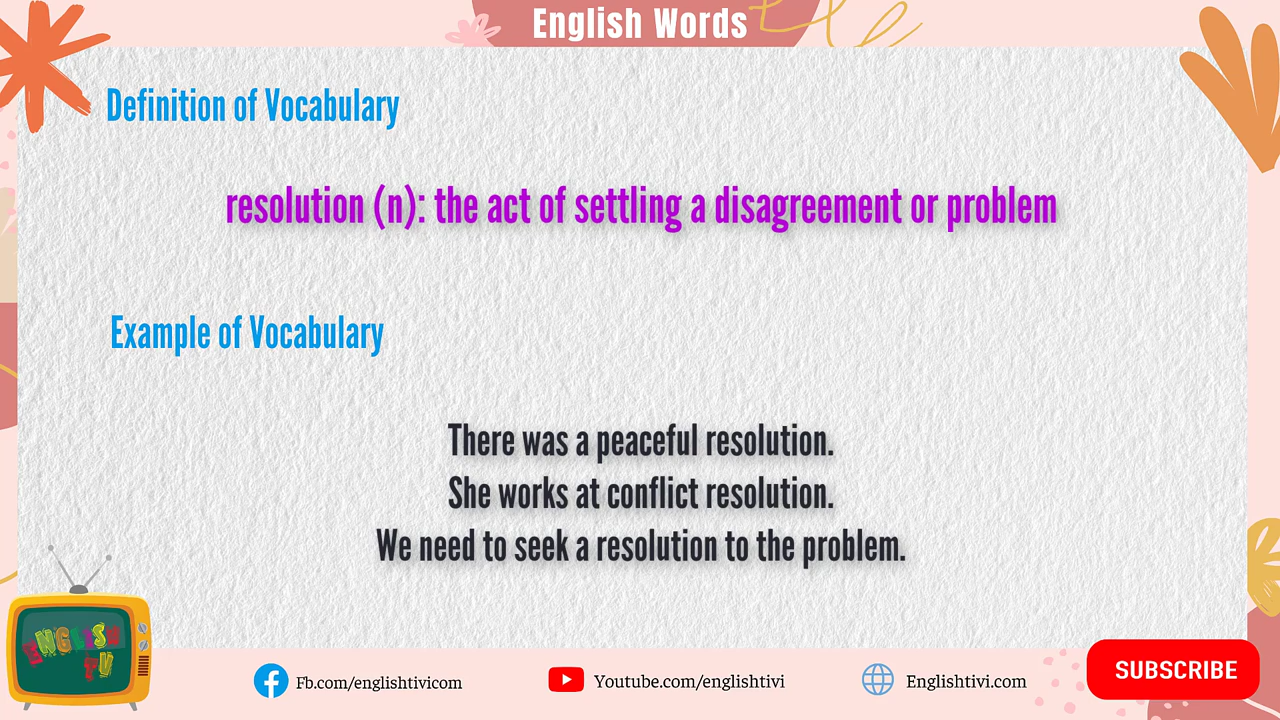 English Words
Definition of Vocabulary
resolution (n): the act of settling a disagreement or problem
Example of Vocabulary
There was a peaceful resolution.
She works at conflict resolution.
We need to seek a resolution to the problem.
ENGLISH
TV
Fb.com/englishtivicom
Youtube.com/englishtivi
Englishtivi.com
SUBSCRIBE